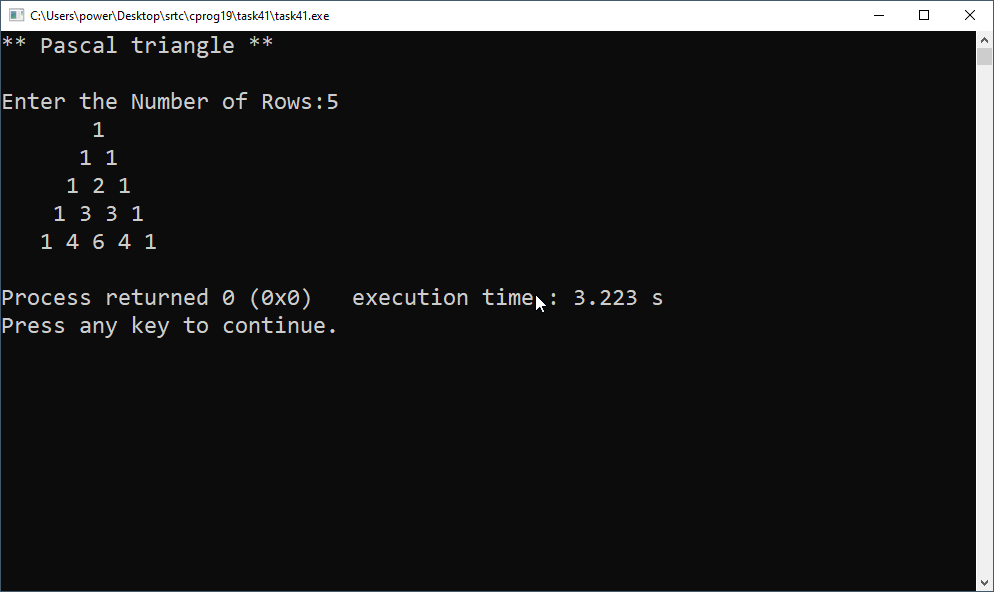 C:\Users\power\Desktop\srtc\cprog19\task41\task41.exe
** Pascal triangle **
Enter the Number of Rows:5
1
1 1
1 2 1
1 3 3 1
1 4 6 4 1
Process returned 0 (0x0)   execution time : 3.223 s
Press any key to continue.